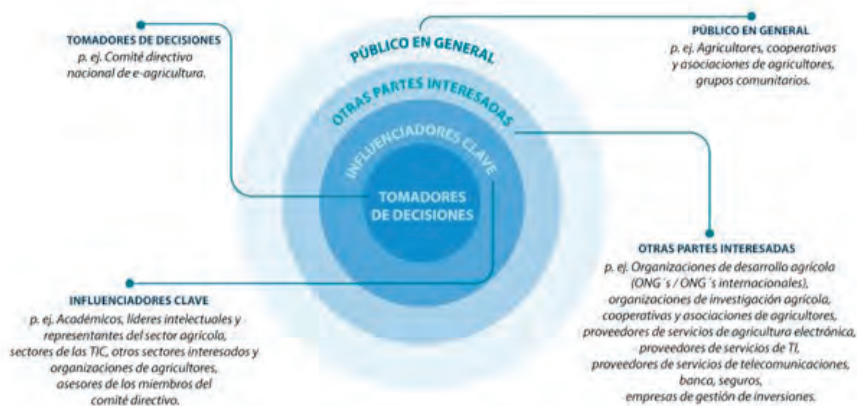 TOMADORES DE DECISIONES
p. ej. Comité directivo
nacional de e-agricultura.
PÚBLICO EN GENERAL
p. ej. Agricultores, cooperativas
y asociaciones de agricultores,
grupos comunitarios.
PÚBLICO EN GENERAL
OTRAS PARTES INTERESADAS
INFLUENCIADORES CLAVE
TOMADORES
DE DECISIONES
INFLUENCIADORES CLAVE
p. ej. Académicos, líderes intelectuales y
representantes del sector agrícola,
sectores de las TIC, otros sectores interesados y
organizaciones de agricultores,
asesores de los miembros del
comité directivo.
OTRAS PARTES INTERESADAS
p. ej. Organizaciones de desarrollo agrícola
(ONG ´s / ONG ´s internacionales),
organizaciones de investigación agrícola,
cooperativas y asociaciones de agricultores,
proveedores de servicios de agricultura electrónica,
proveedores de servicios de TI,
proveedores de servicios de telecomunicaciones,
banca, seguros,
empresas de gestión de inversiones.